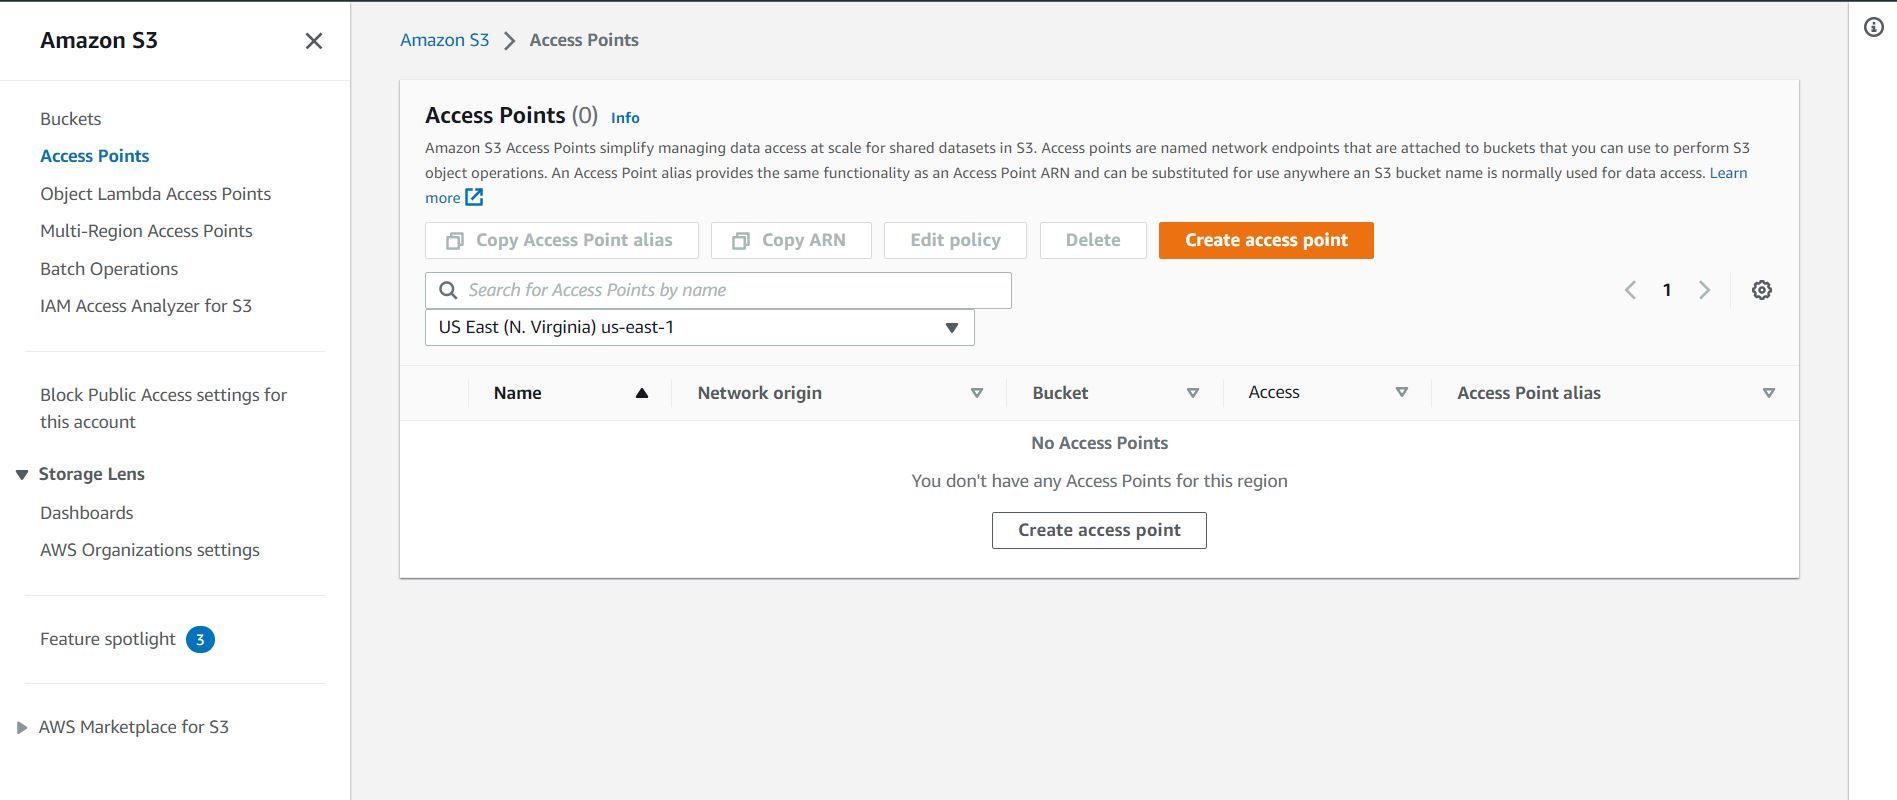 Amazon S3
Buckets
Access Points
Object Lambda Access Points
Multi-Region Access Points
Batch Operations
IAM Access Analyzer for S3
Block Public Access settings for
this account
Storage Lens
Dashboards
AWS Organizations settings
Feature spotlight 3
AWS Marketplace for S3
Amazon S3 Access Points
Access Points (0) Info
Amazon S3 Access Points simplify managing data access at scale for shared datasets in S3. Access points are named network endpoints that are attached to buckets that you can use to perform S3
object operations. An Access Point alias provides the same functionality as an Access Point ARN and can be substituted for use anywhere an S3 bucket name is normally used for data access. Learn
more
Copy Access Point alias Copy ARN Edit policy Delete Create access point
Search for Access Points by name 1
US East (N. Virginia) us-east-1
Name Network origin Bucket Access Access Point alias
No Access Points
You don't have any Access Points for this region
Create access point